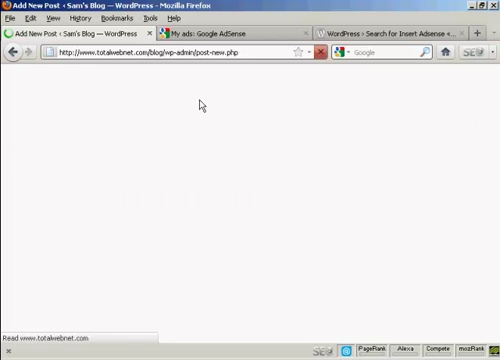 Add New Post ‹ Sam's Blog — WordPress - Mozilla Firefox
File Edit View History Bookmarks Tools Help
Add New Post ‹ Sam's Blog — WordPress
My ads: Google AdSense
WordPress › Search for Insert Adsense «...
http://www.totalwebnet.com/blog/wp-admin/post-new.php
Google
Read www.totalwebnet.com
PageRank
Alexa
Compete
mozRank